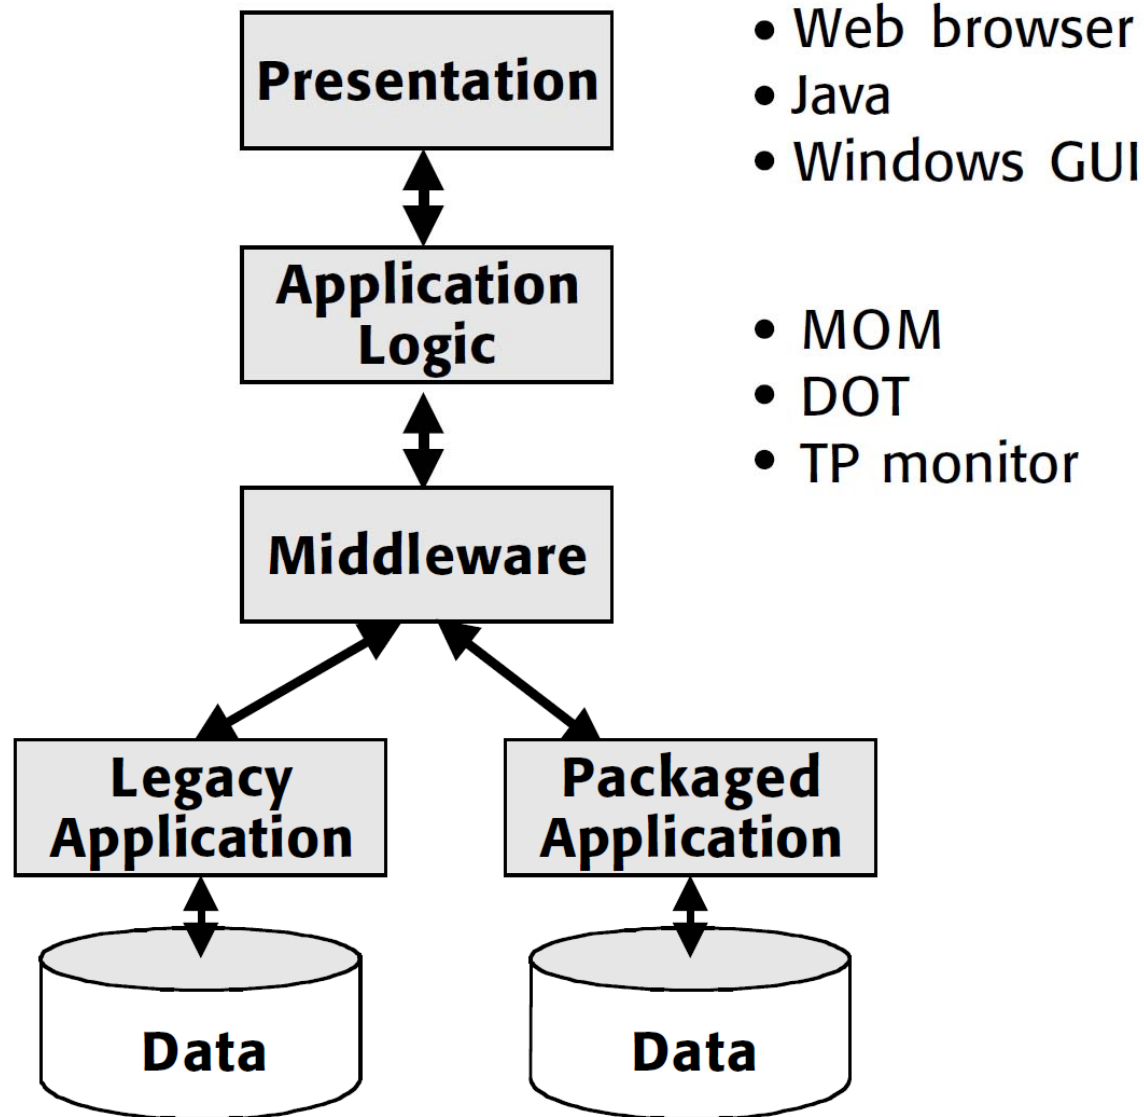 Presentation
• Web browser
• Java
• Windows GUI
Application
Logic
• MOM
• DOT
• TP monitor
Middleware
Legacy
Application
Packaged
Application
Data
Data